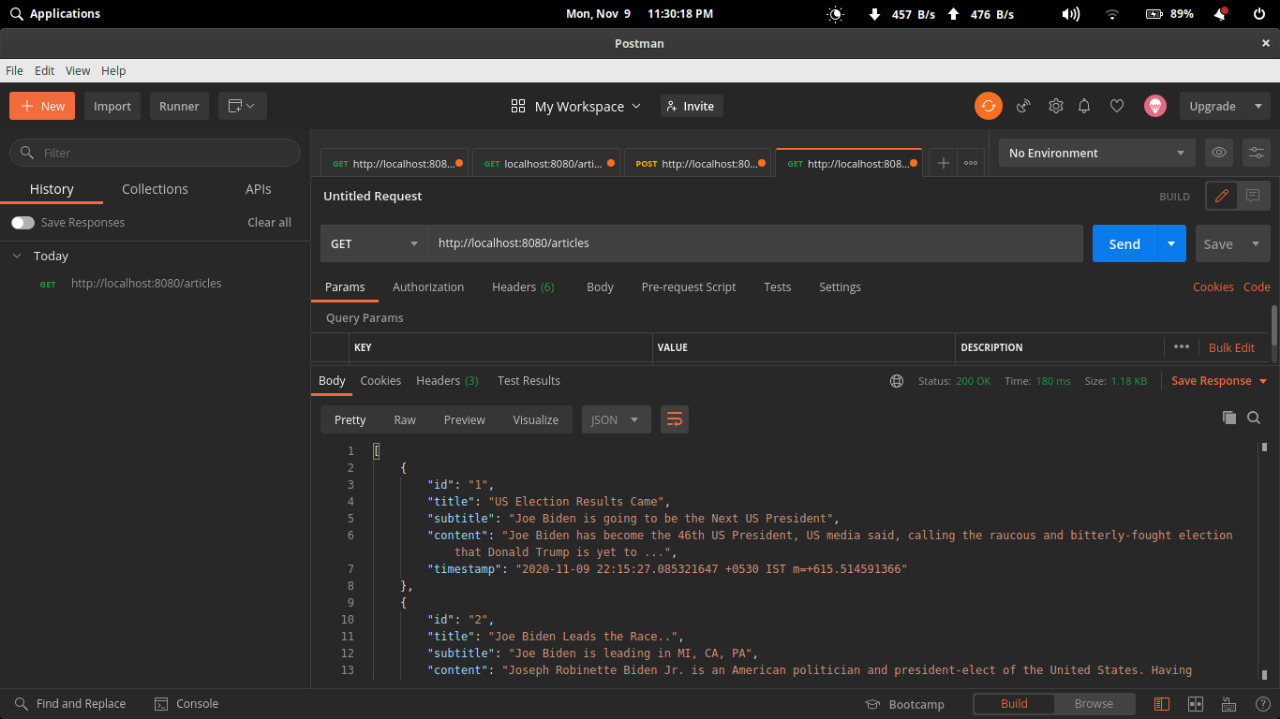 Applications Mon, Nov 9 11:30:18 PM 457 B/s 476 B/s 89%
Postman ×
File Edit View Help
+ New Import Runner My Workspace Invite Upgrade
Filter
GET http://localhost:808... GET localhost:8080/arti... POST http://localhost:80... GET http://localhost:808... + ••• No Environment
History Collections APIs
Untitled Request BUILD
Save Responses Clear all
GET http://localhost:8080/articles Send Save
Today
GET http://localhost:8080/articles
Params Authorization Headers (6) Body Pre-request Script Tests Settings Cookies Code
Query Params
KEY VALUE DESCRIPTION ••• Bulk Edit
Body Cookies Headers (3) Test Results Status: 200 OK Time: 180 ms Size: 1.18 KB Save Response
Pretty Raw Preview Visualize JSON
1 [
2 {
3 "id": "1",
4 "title": "US Election Results Came",
5 "subtitle": "Joe Biden is going to be the Next US President",
6 "content": "Joe Biden has become the 46th US President, US media said, calling the raucous and bitterly-fought election
that Donald Trump is yet to ...",
7 "timestamp": "2020-11-09 22:15:27.085321647 +0530 IST m=+615.514591366"
8 },
9 {
10 "id": "2",
11 "title": "Joe Biden Leads the Race..",
12 "subtitle": "Joe Biden is leading in MI, CA, PA",
13 "content": "Joseph Robinette Biden Jr. is an American politician and president-elect of the United States. Having
Find and Replace Console Bootcamp Build Browse ?